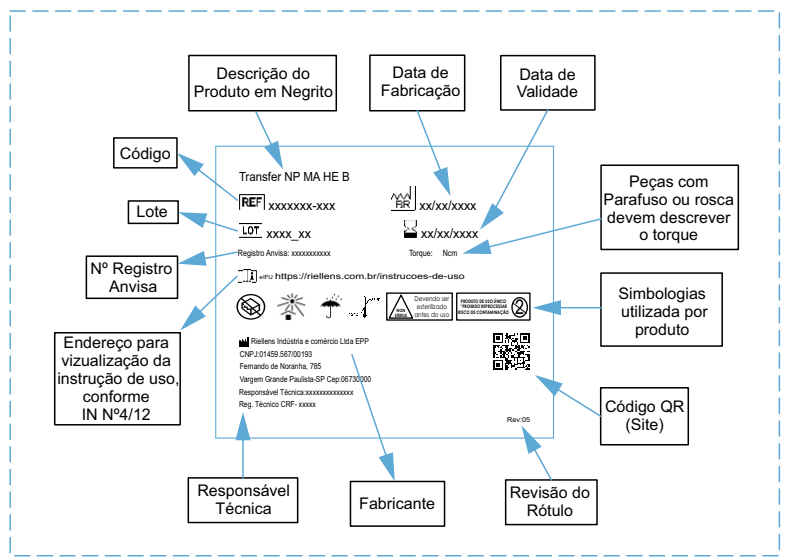 Descrição do
Produto em Negrito
Data de
Fabricação
Data de
Validade
Código
Lote
Nº Registro
Anvisa
Endereço para
vizualização da
instrução de uso,
conforme
IN Nº4/12
Transfer NP MA HE B
REF xxxxxxx-xxx
xx/xx/xxxx
LOT xxxx_xx
xx/xx/xxxx
Registro Anvisa: xxxxxxxxxxx
Torque: Ncm
eIFU https://riellens.com.br/instrucoes-de-uso
NON
STERILE
Devendo ser
esterilizado
antes do uso
PRODUTO DE USO ÚNICO
*PROIBIDO REPROCESSAR
RISCO DE CONTAMINAÇÃO
2
Riellens Indústria e comércio Ltda EPP
CNPJ:01459.567/00193
Fernando de Noranha, 785
Vargem Grande Paulista-SP Cep:06730000
Responsável Técnica:xxxxxxxxxxxxxx
Reg. Técnico CRF- xxxxx
Rev:05
Peças com
Parafuso ou rosca
devem descrever
o torque
Simbologias
utilizada por
produto
Código QR
(Site)
Responsável
Técnica
Fabricante
Revisão do
Rótulo